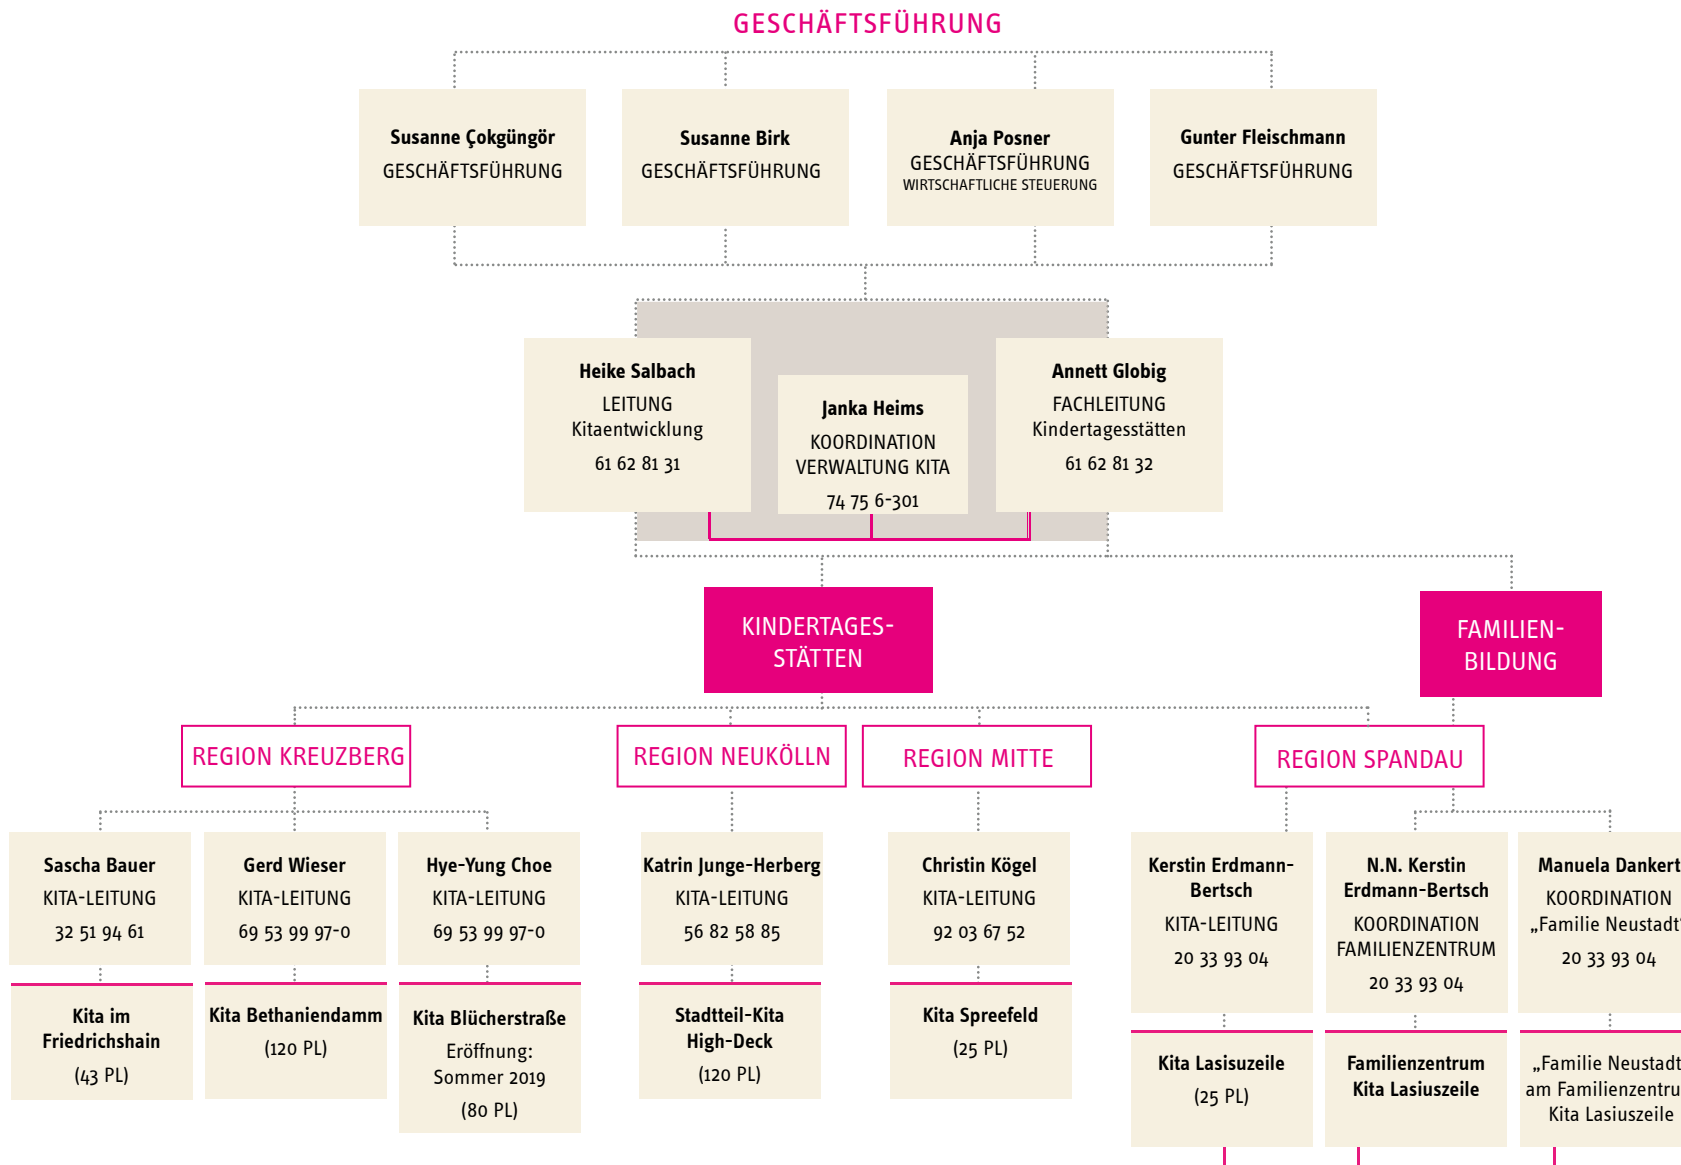 GESCHÄFTSFÜHRUNG
Susanne Çokgüngör
GESCHÄFTSFÜHRUNG
Susanne Birk
GESCHÄFTSFÜHRUNG
Anja Posner
GESCHÄFTSFÜHRUNG
WIRTSCHAFTLICHE STEUERUNG
Gunter Fleischmann
GESCHÄFTSFÜHRUNG
Heike Salbach
LEITUNG
Kitaentwicklung
61 62 81 31
Janka Heims
KOORDINATION
VERWALTUNG KITA
74 75 6-301
Annett Globig
FACHLEITUNG
Kindertagesstätten
61 62 81 32
KINDERTAGES-
STÄTTEN
FAMILIEN-
BILDUNG
REGION KREUZBERG
REGION NEUKÖLLN
REGION MITTE
REGION SPANDAU
Sascha Bauer
KITA-LEITUNG
32 51 94 61
Gerd Wieser
KITA-LEITUNG
69 53 99 97-0
Hye-Yung Choe
KITA-LEITUNG
69 53 99 97-0
Katrin Junge-Herberg
KITA-LEITUNG
56 82 58 85
Christin Kögel
KITA-LEITUNG
92 03 67 52
Kerstin Erdmann-
Bertsch
KITA-LEITUNG
20 33 93 04
N.N. Kerstin
Erdmann-Bertsch
KOORDINATION
FAMILIENZENTRUM
20 33 93 04
Manuela Dankert
KOORDINATION
„Familie Neustadt“
20 33 93 04
Kita im
Friedrichshain
(43 PL)
Kita Bethaniendamm
(120 PL)
Kita Blücherstraße
Eröffnung:
Sommer 2019
(80 PL)
Stadtteil-Kita
High-Deck
(120 PL)
Kita Spreefeld
(25 PL)
Kita Lasisuzeile
(25 PL)
Familienzentrum
Kita Lasiuszeile
„Familie Neustadt
am Familienzentru
Kita Lasiuszeile